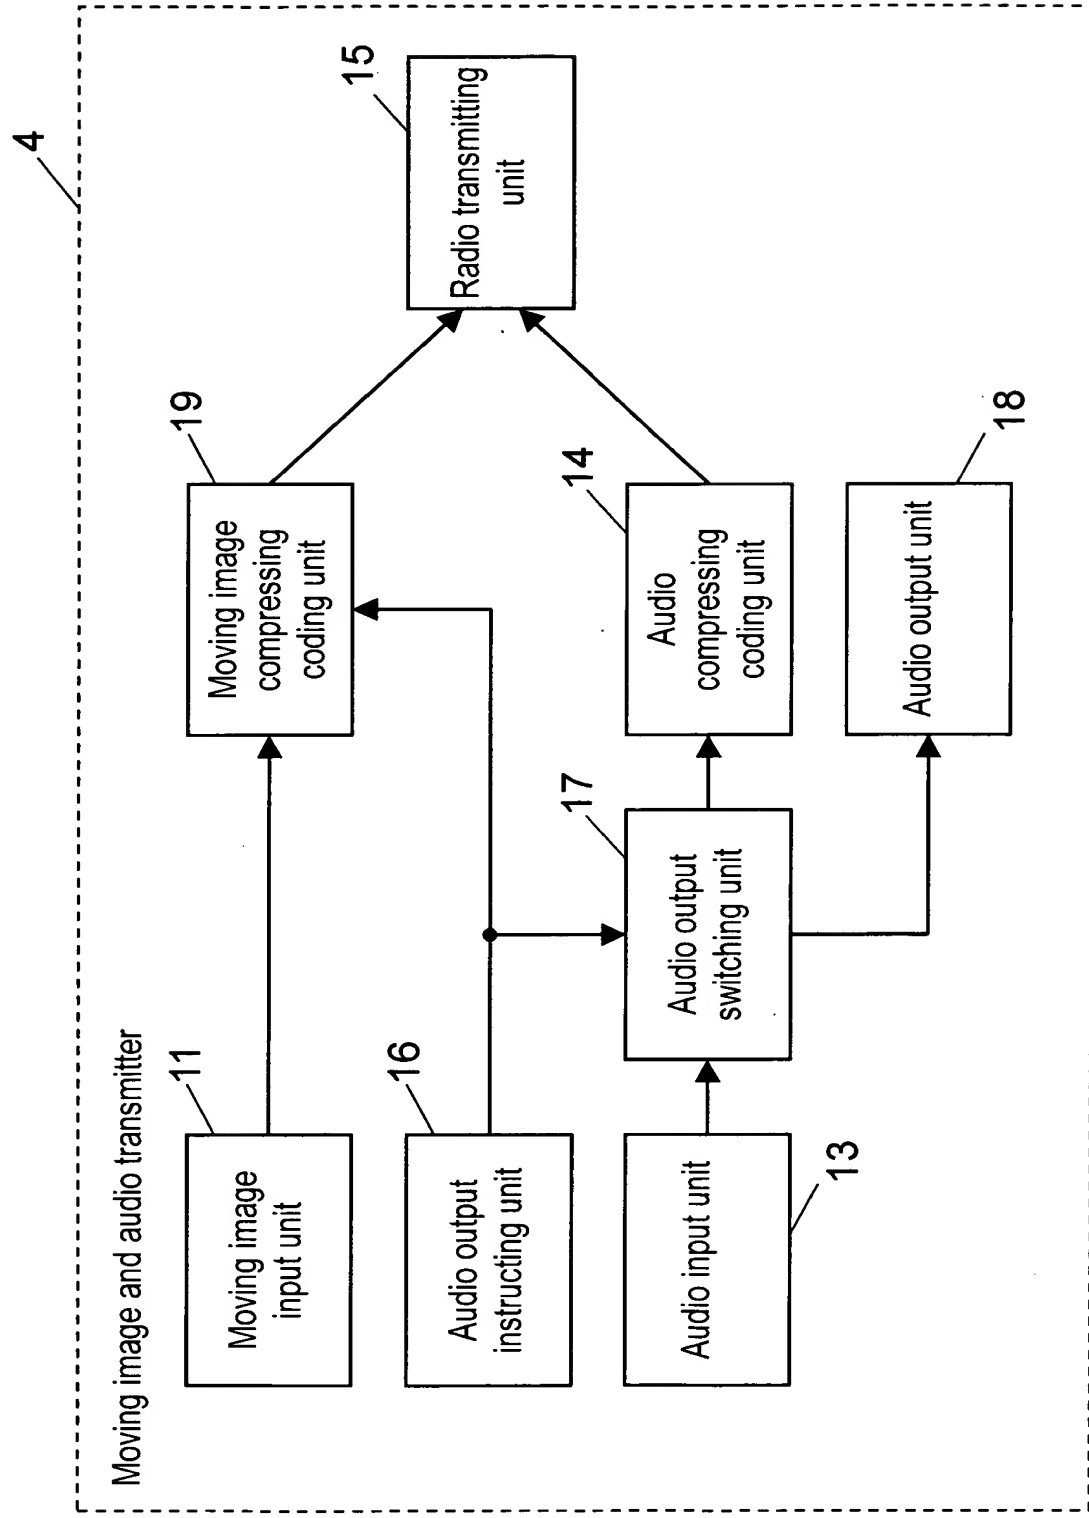 4
Moving image and audio transmitter
11
Moving image
input unit
19
Moving image
compressing
coding unit
15
Radio transmitting
unit
16
Audio output
instructing unit
13
Audio input unit
17
Audio output
switching unit
14
Audio
compressing
coding unit
18
Audio output unit